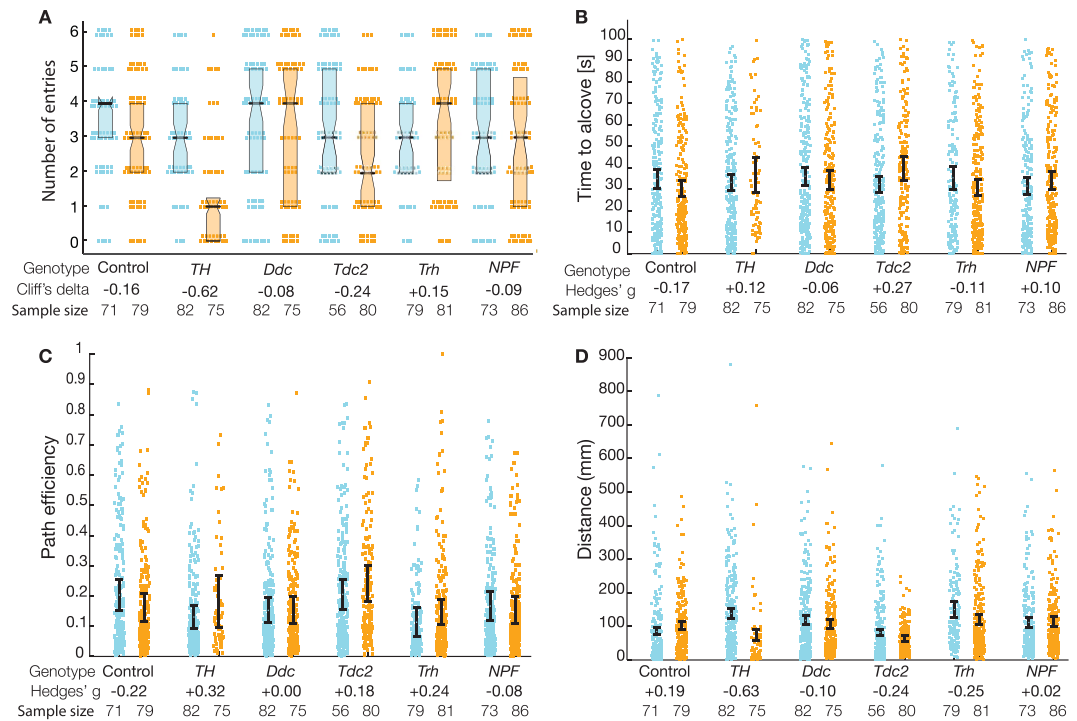 A
Number of entries
6
5
4
3
2
1
0
Genotype Control TH Ddc Tdc2 Trh NPF
Cliff's delta -0.16 -0.62 -0.08 -0.24 +0.15 -0.09
Sample size 71 79 82 75 82 75 56 80 79 81 73 86
B
Time to alcove [s]
100
90
80
70
60
50
40
30
20
10
0
Genotype Control TH Ddc Tdc2 Trh NPF
Hedges' g -0.17 +0.12 -0.06 +0.27 -0.11 +0.10
Sample size 71 79 82 75 82 75 56 80 79 81 73 86
C
Path efficiency
1
0.9
0.8
0.7
0.6
0.5
0.4
0.3
0.2
0.1
0
Genotype Control TH Ddc Tdc2 Trh NPF
Hedges' g -0.22 +0.32 +0.00 +0.18 +0.24 -0.08
Sample size 71 79 82 75 82 75 56 80 79 81 73 86
D
Distance (mm)
900
800
700
600
500
400
300
200
100
0
Genotype Control TH Ddc Tdc2 Trh NPF
Hedges' g +0.19 -0.63 -0.10 -0.24 -0.25 +0.02
Sample size 71 79 82 75 82 75 56 80 79 81 73 86